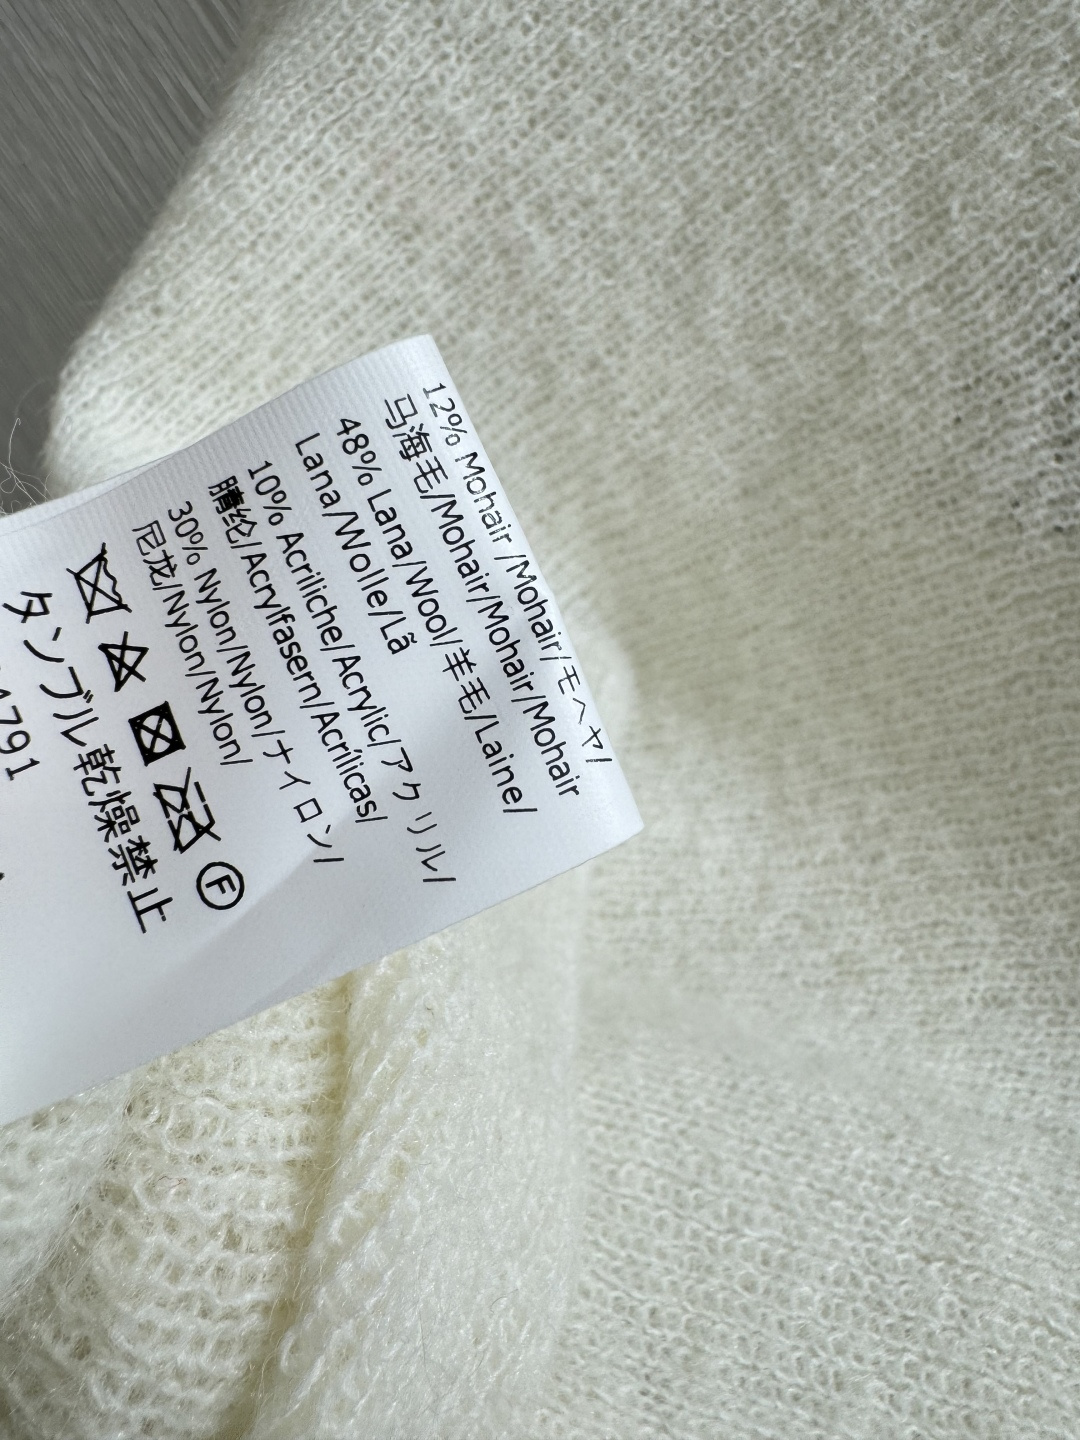 12% Mohair /Mohair/モヘヤ/
马海毛/Mohair/Mohair/Mohair
48% Lana/Wool/羊毛/Laine/
Lana/Wolle/Lã
10% Acriliche/Acrylic/アクリル/
腈纶/Acrylfasern/Acrílicas/
30% Nylon/Nylon/ナイロン/
尼龙/Nylon/Nylon/
F
タンブル乾燥禁止
1791